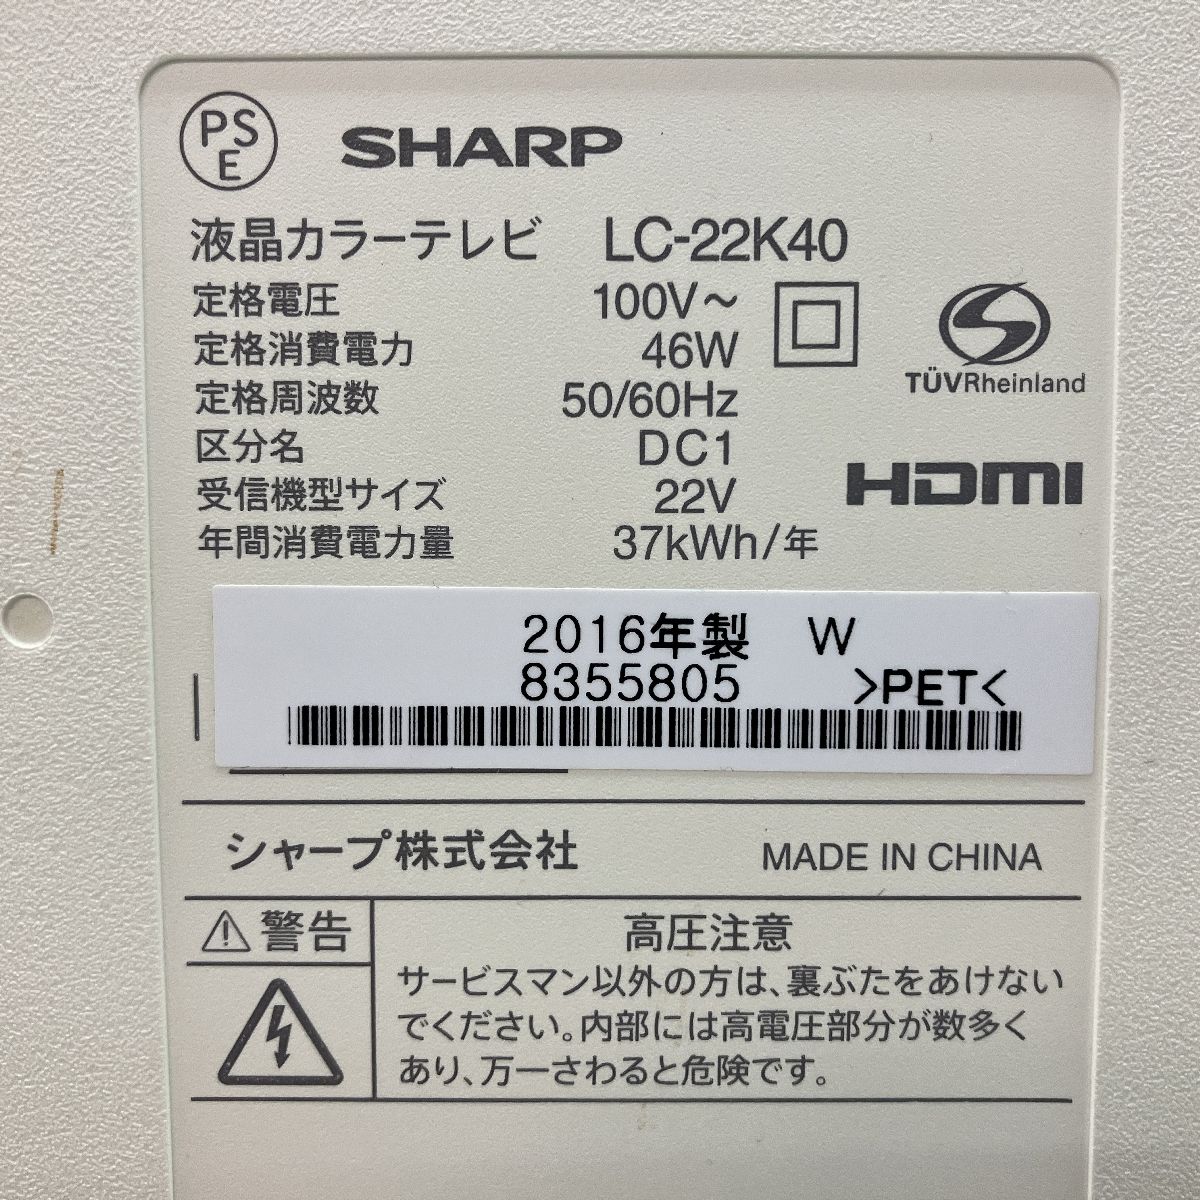 PSE SHARP
液晶カラーテレビ LC-22K40
定格電圧 100V～
定格消費電力 46W
定格周波数 50/60Hz
区分名 DC1
受信機型サイズ 22V
年間消費電力量 37kWh/年
TÜVRheinland
HDMI
2016年製 W
8355805 >PET<
シャープ株式会社 MADE IN CHINA
⚠警告
高圧注意
サービスマン以外の方は、裏ぶたをあけない
でください。内部には高電圧部分が数多く
あり、万一さわると危険です。